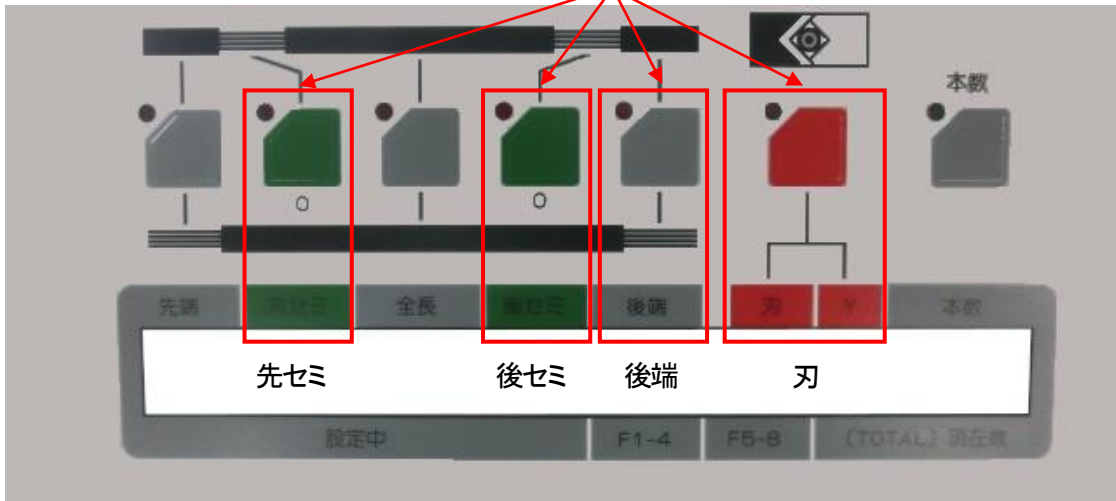 本数
O O
先端 先セミ 全長 後セミ 後端 刃 Y 本数
先セミ 後セミ 後端 刃
設定中 F1-4 F5-8 (TOTAL) 現在数